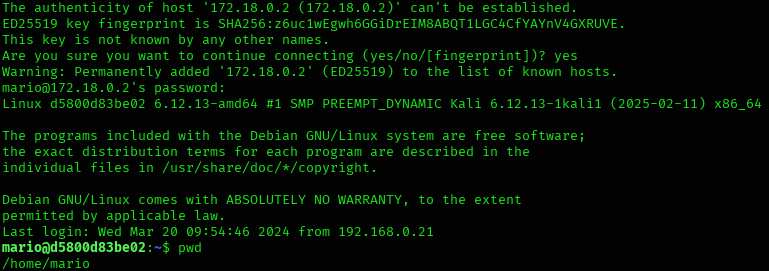 The authenticity of host '172.18.0.2 (172.18.0.2)' can't be established.
ED25519 key fingerprint is SHA256:z6uc1wEgwh6GGiDrEIM8ABQT1LGC4CfYAYnV4GXRUVE.
This key is not known by any other names.
Are you sure you want to continue connecting (yes/no/[fingerprint])? yes
Warning: Permanently added '172.18.0.2' (ED25519) to the list of known hosts.
mario@172.18.0.2's password:
Linux d5800d83be02 6.12.13-amd64 #1 SMP PREEMPT_DYNAMIC Kali 6.12.13-1kali1 (2025-02-11) x86_64
The programs included with the Debian GNU/Linux system are free software;
the exact distribution terms for each program are described in the
individual files in /usr/share/doc/*/copyright.
Debian GNU/Linux comes with ABSOLUTELY NO WARRANTY, to the extent
permitted by applicable law.
Last login: Wed Mar 20 09:54:46 2024 from 192.168.0.21
mario@d5800d83be02:~$ pwd
/home/mario